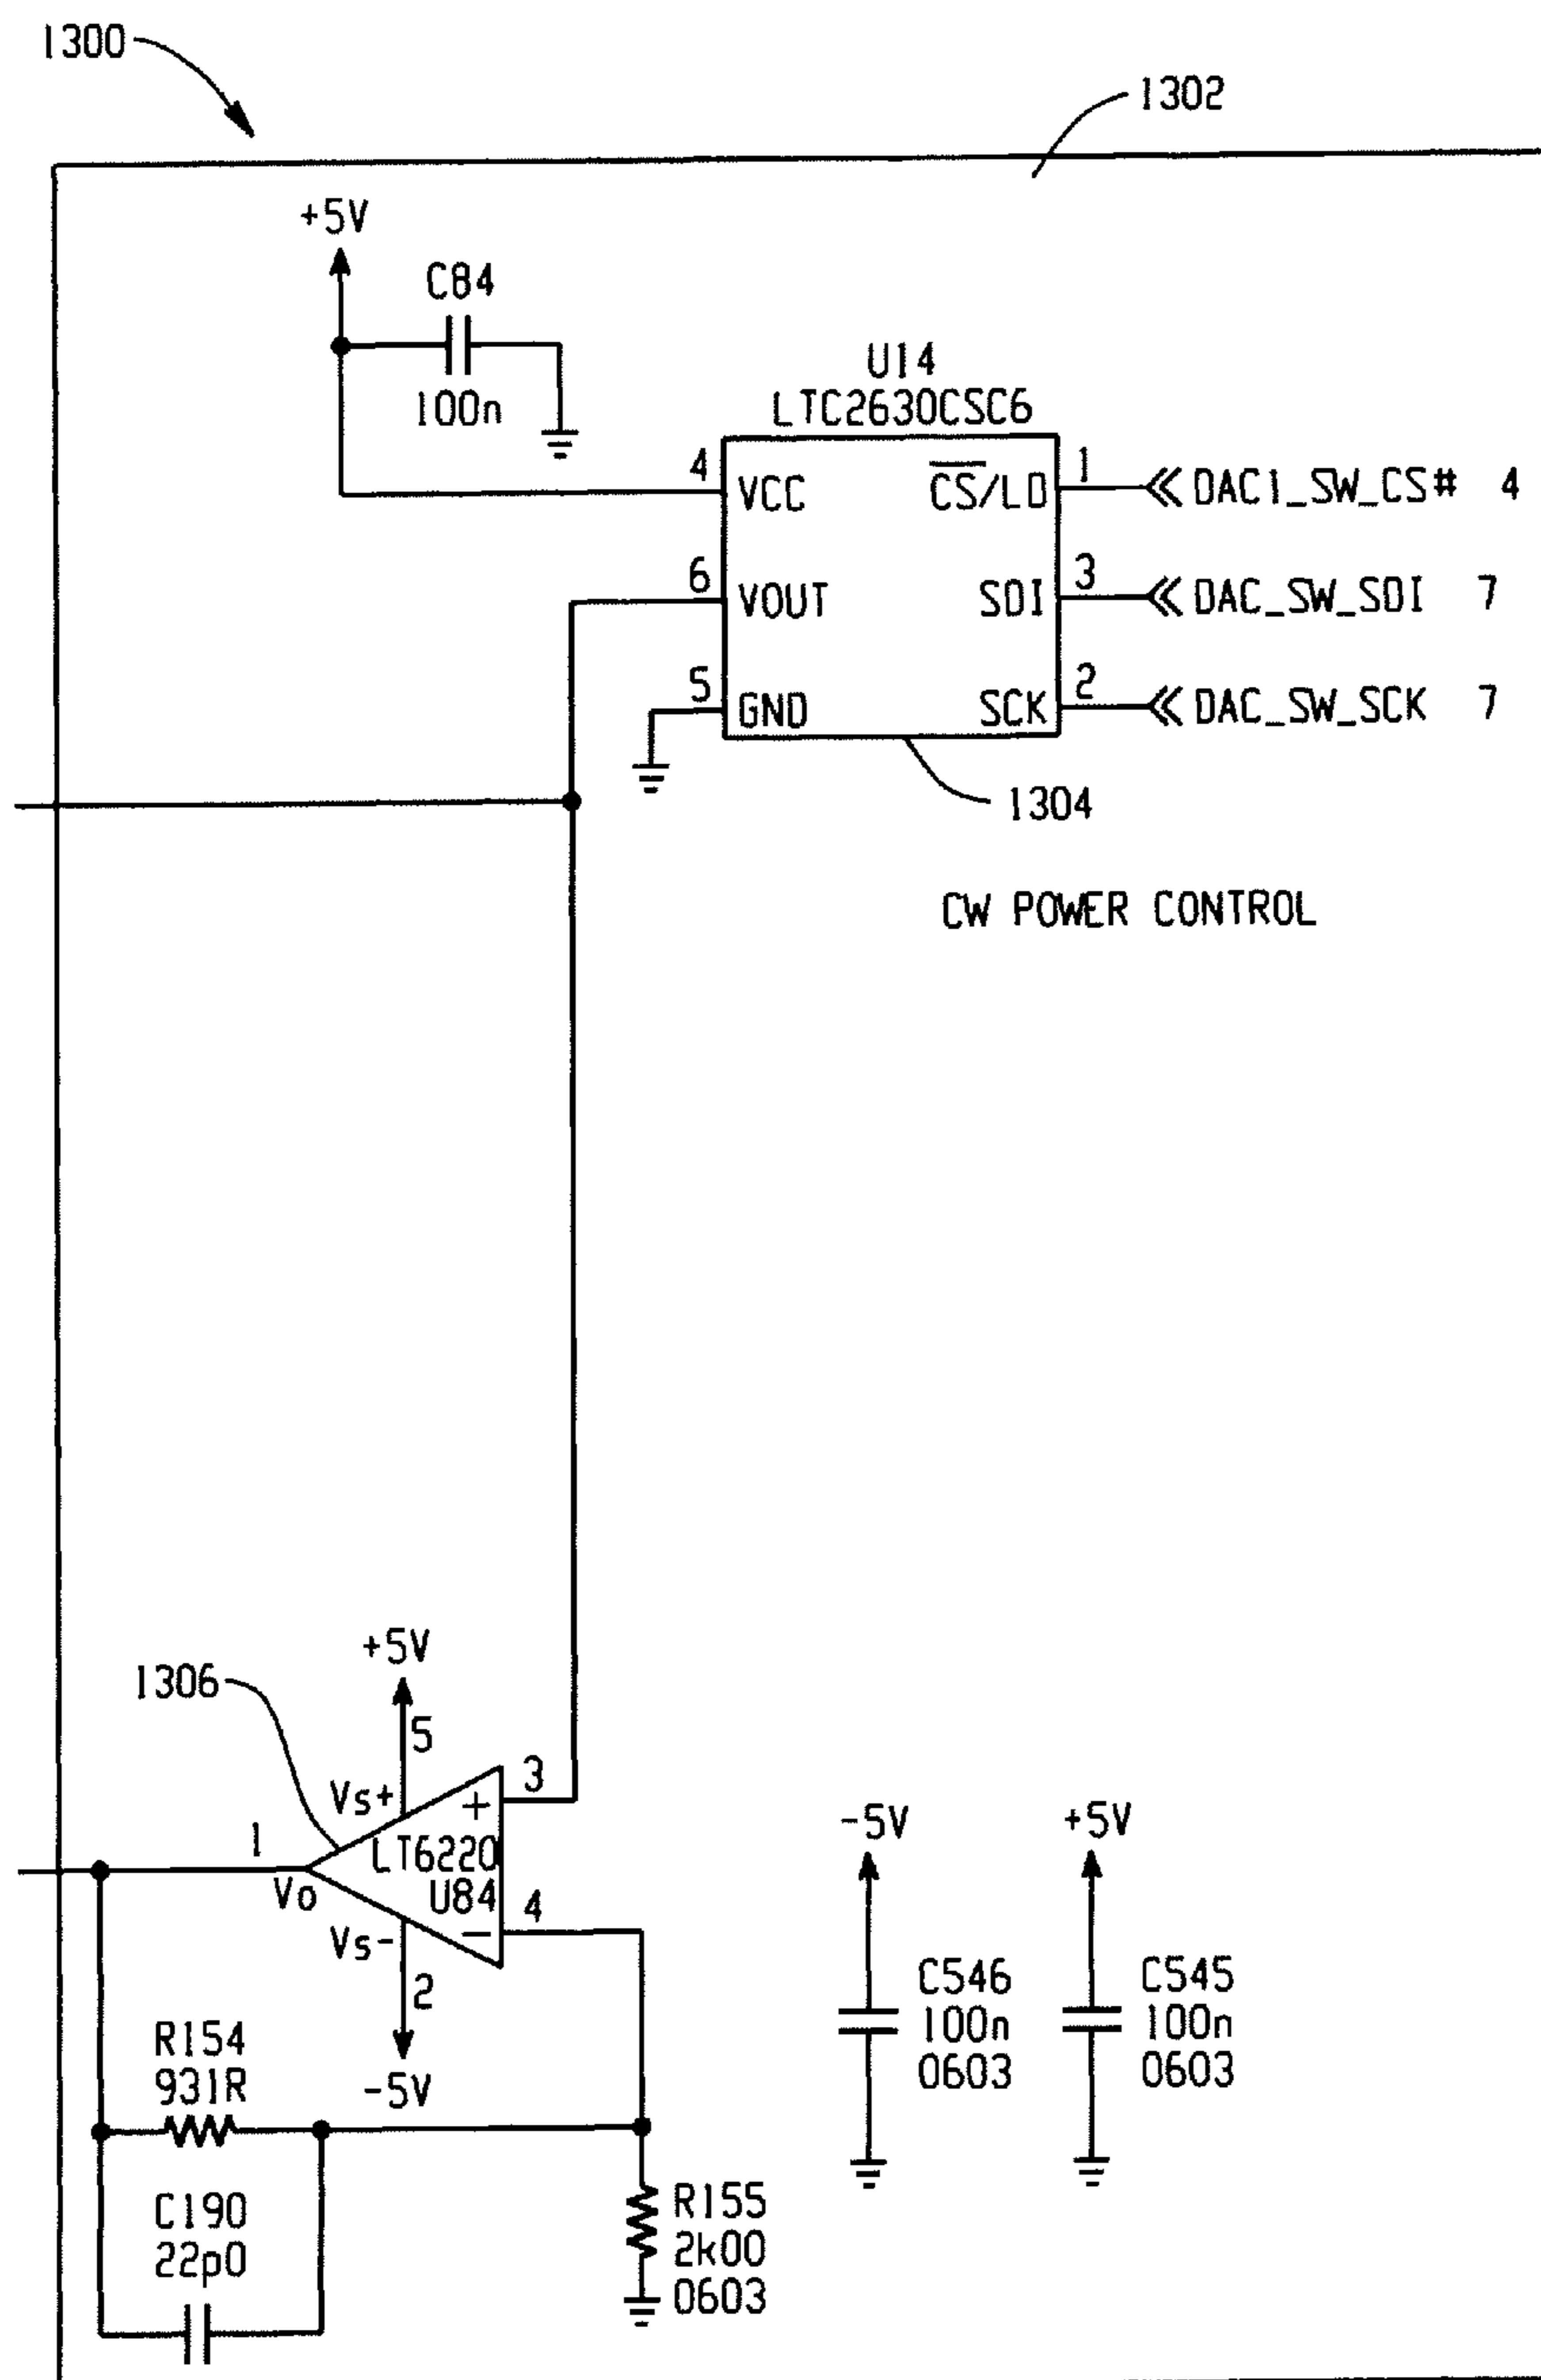 1300
1302
+5V
C84
100n
U14
LTC2630CSC6
4
VCC
CS/LD
1
DAC1_SW_CS# 4
6
VOUT
SDI
3
DAC_SW_SDI 7
5
GND
SCK
2
DAC_SW_SCK 7
1304
CW POWER CONTROL
+5V
1306
5
Vs+
3
+
1
Vo
LT6220
U84
4
-
Vs-
2
-5V
R154
931R
C190
22p0
R155
2k00
0603
-5V
+5V
C546
100n
0603
C545
100n
0603